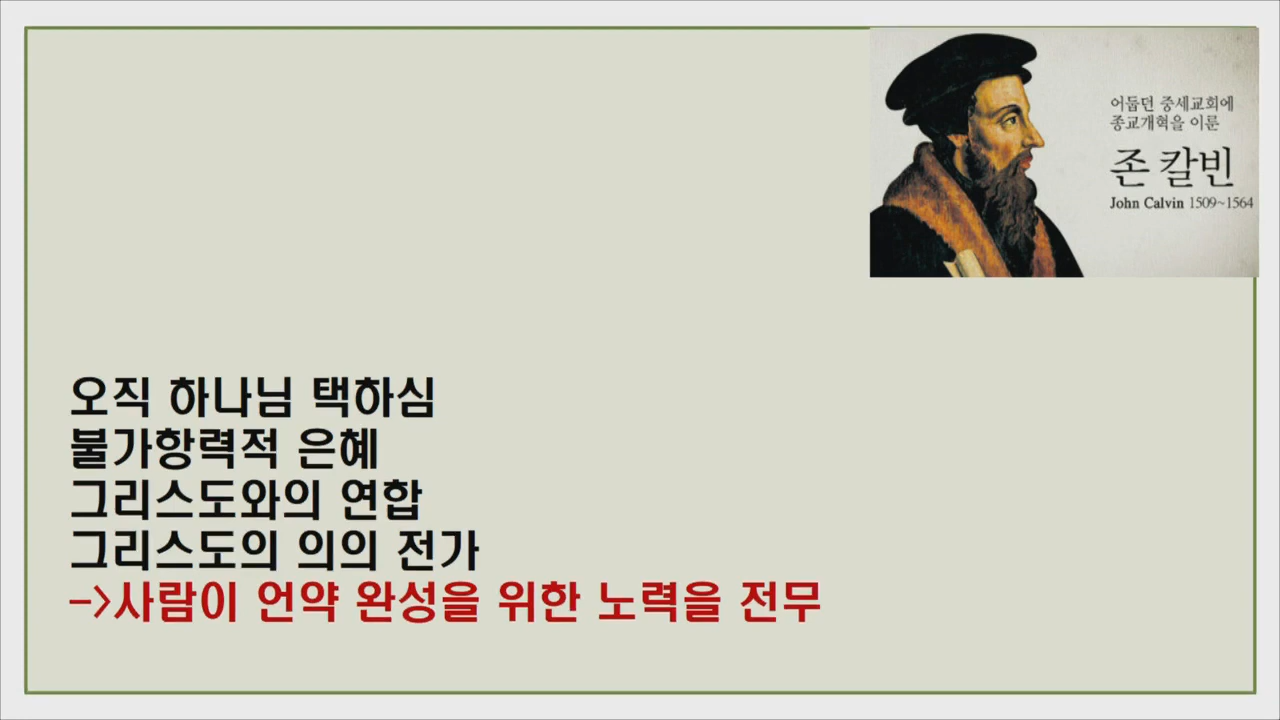 어둡던 중세교회에
종교개혁을 이룬
존 칼빈
John Calvin 1509~1564
오직 하나님 택하심
불가항력적 은혜
그리스도와의 연합
그리스도의 의의 전가
->사람이 언약 완성을 위한 노력을 전무